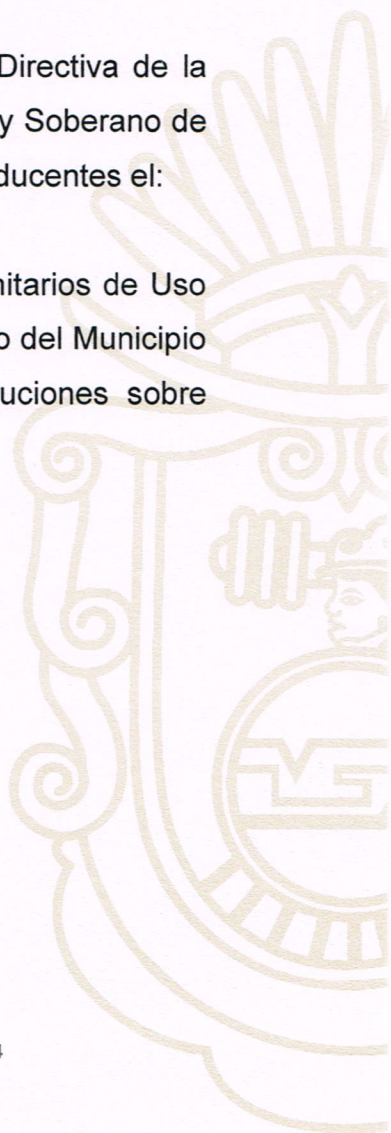 Directiva de la
y Soberano de
ducentes el:
nitarios de Uso
o del Municipio
uciones sobre